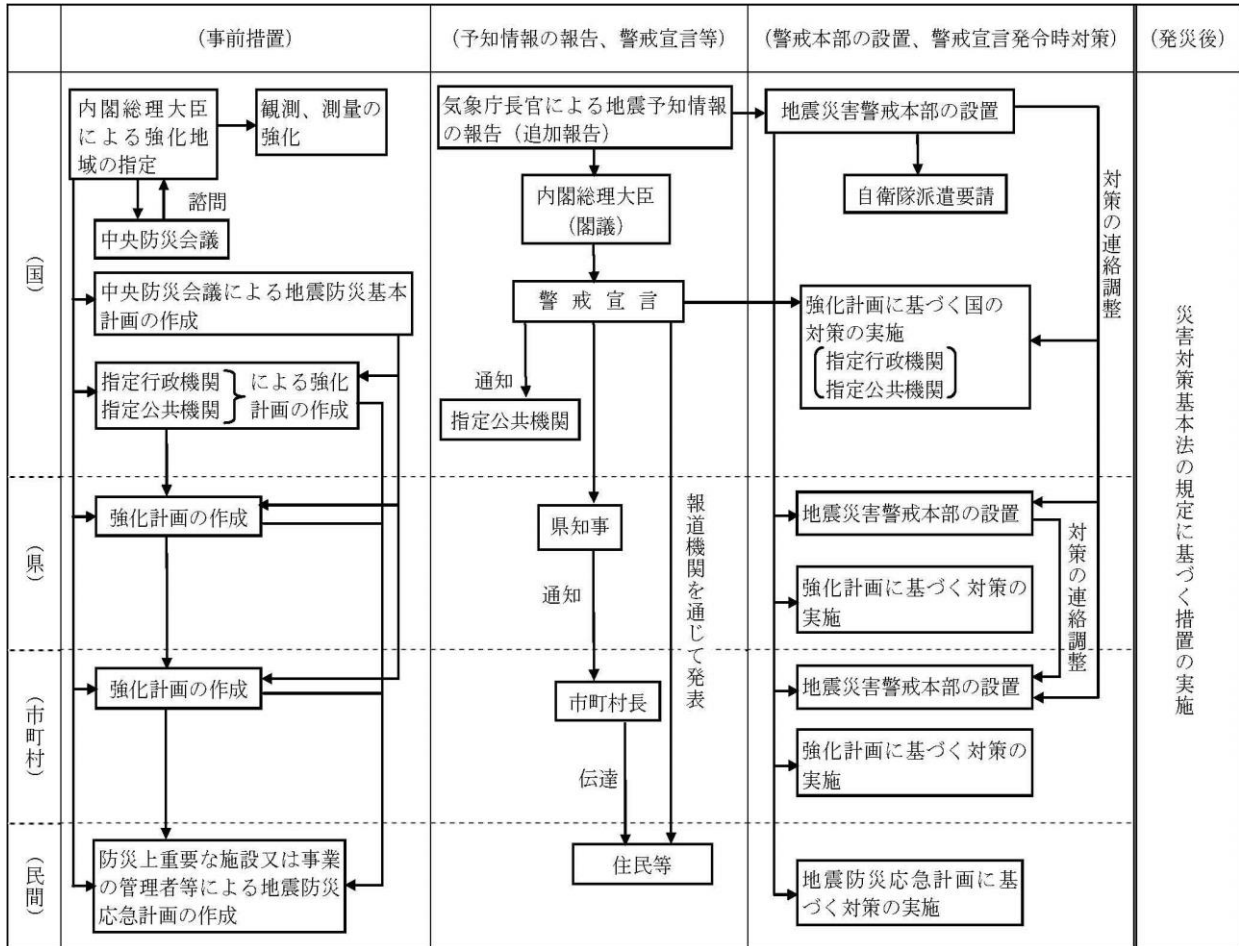 （事前措置）
（予知情報の報告、警戒宣言等）
（警戒本部の設置、警戒宣言発令時対策）
（発災後）
（国）
内閣総理大臣
による強化地
域の指定
観測、測量の
強化
諮問
中央防災会議
中央防災会議による地震防災基本
計画の作成
指定行政機関
指定公共機関
による強化
計画の作成
気象庁長官による地震予知情報
の報告（追加報告）
内閣総理大臣
（閣議）
警戒宣言
通知
指定公共機関
地震災害警戒本部の設置
自衛隊派遣要請
対策の連絡調整
強化計画に基づく国の
対策の実施
指定行政機関
指定公共機関
（県）
強化計画の作成
県知事
通知
報道機関を通じて発表
地震災害警戒本部の設置
強化計画に基づく対策の
実施
対策の連絡調整
（市町村）
強化計画の作成
市町村長
伝達
地震災害警戒本部の設置
強化計画に基づく対策の
実施
（民間）
防災上重要な施設又は事業
の管理者等による地震防災
応急計画の作成
住民等
地震防災応急計画に基
づく対策の実施
災害対策基本法の規定に基づく措置の実施